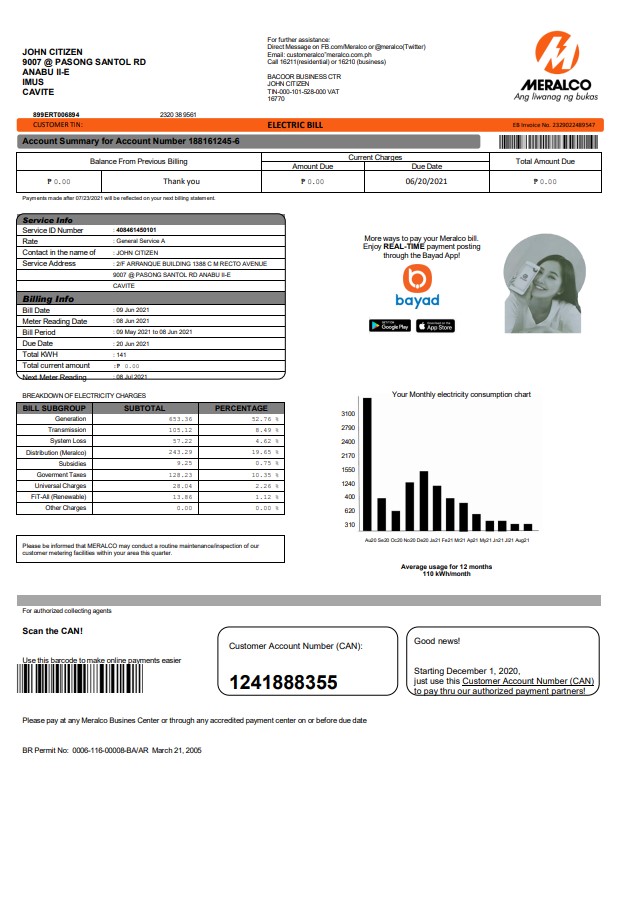 JOHN CITIZEN
9007 @ PASONG SANTOL RD
ANABU II-E
IMUS
CAVITE
For further assistance:
Direct Message on FB.com/Meralco or @meralco(Twitter)
Email: customeralco"meralco.com.ph
Call 16211(residential) or 16210 (business)
BACOOR BUSINESS CTR
JOHN CITIZEN
TIN-000-101-528-000 VAT
16770
MERALCO
Ang liwanag ng bukas
899ERT006894 2320 38 9561
CUSTOMER TIN: ELECTRIC BILL EB Invoice No. 2329022489547
Account Summary for Account Number 188161245-6
Balance From Previous Billing Current Charges Total Amount Due
Amount Due Due Date
₱ 0.00 Thank you ₱ 0.00 06/20/2021 ₱ 0.00
Payments made after 07/23/2021 will be reflected on your next billing statement.
Service Info
Service ID Number : 408461450101
Rate : General Service A
Contact in the name of : JOHN CITIZEN
Service Address : 2/F ARRANQUE BUILDING 1388 C M RECTO AVENUE
9007 @ PASONG SANTOL RD ANABU II-E
CAVITE
Billing Info
Bill Date : 09 Jun 2021
Meter Reading Date : 08 Jun 2021
Bill Period : 09 May 2021 to 08 Jun 2021
Due Date : 20 Jun 2021
Total KWH : 141
Total current amount :₱ 0.00
Next Meter Reading : 08 Jul 2021
More ways to pay your Meralco bill.
Enjoy REAL-TIME payment posting
through the Bayad App!
bayad
Google Play
App Store
BREAKDOWN OF ELECTRICITY CHARGES
BILL SUBGROUP SUBTOTAL PERCENTAGE
Generation 653.36 52.76 %
Transmission 105.12 8.49 %
System Loss 57.22 4.62 %
Distribution (Meralco) 243.29 19.65 %
Subsidies 9.25 0.75 %
Goverment Taxes 128.23 10.35 %
Universal Charges 28.04 2.26 %
FiT-All (Renewable) 13.86 1.12 %
Other Charges 0.00 0.00 %
Your Monthly electricity consumption chart
3100
2790
2400
2170
1550
1240
400
620
310
Au20 Se20 Oc20 No20 De20 Ja21 Fe21 Mr21 Ap21 My21 Jn21 Jl21 Aug21
Average usage for 12 months
110 kWh/month
Please be informed that MERALCO may conduct a routine maintenance/inspection of our
customer metering facilities within your area this quarter.
For authorized collecting agents
Scan the CAN!
Use this barcode to make online payments easier
Customer Account Number (CAN):
1241888355
Good news!
Starting December 1, 2020,
just use this Customer Account Number (CAN)
to pay thru our authorized payment partners!
Please pay at any Meralco Busines Center or through any accredited payment center on or before due date
BR Permit No: 0006-116-00008-BA/AR March 21, 2005